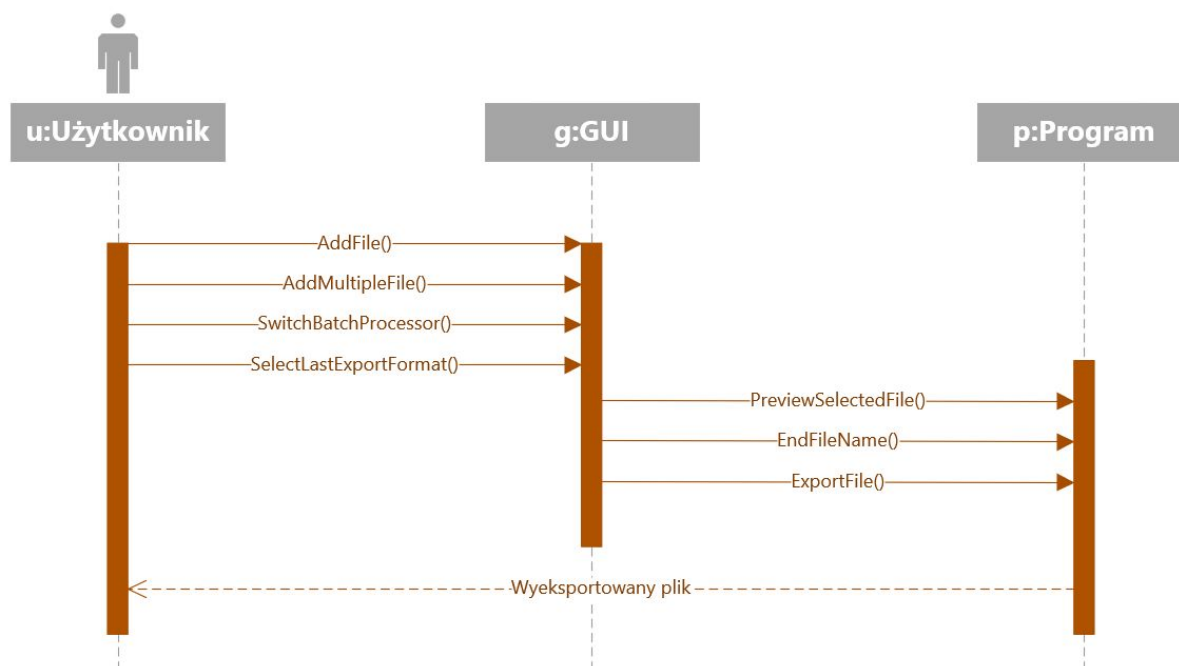 u:Użytkownik
g:GUI
p:Program
AddFile()
AddMultipleFile()
SwitchBatchProcessor()
SelectLastExportFormat()
PreviewSelectedFile()
EndFileName()
ExportFile()
Wyeksportowany plik